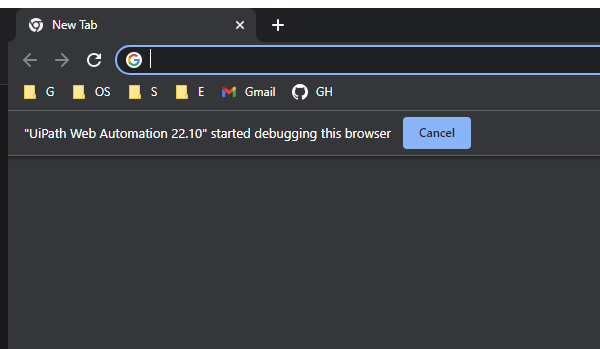 New Tab
G OS S E Gmail GH
"UiPath Web Automation 22.10" started debugging this browser Cancel